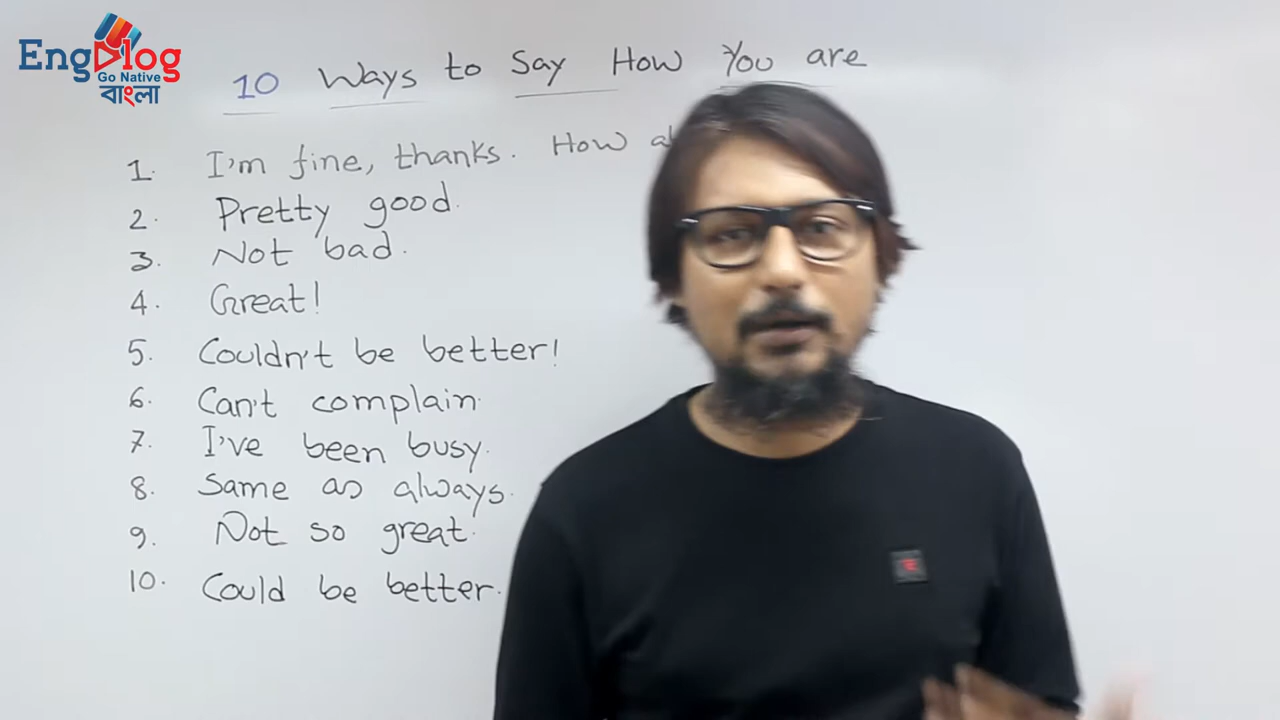 EngBlog
Go Native
বাংলা
10 Ways to Say How You are
1. I'm fine, thanks. How
2. Pretty good.
3. Not bad.
4. Great!
5. Couldn't be better!
6. Can't complain.
7. I've been busy.
8. Same as always.
9. Not so great.
10. Could be better.